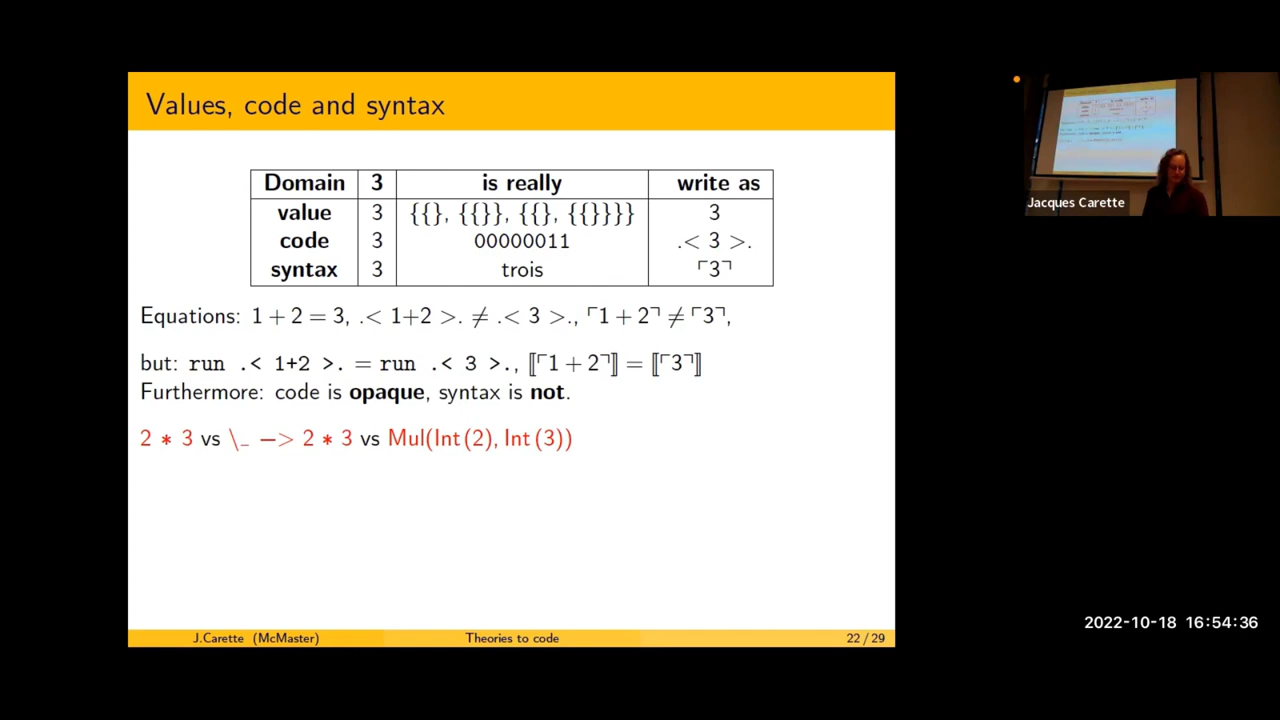 Values, code and syntax
Domain 3 is really write as
value 3 {{}, {{}}, {{}, {{}}}} 3
code 3 00000011 .< 3 >.
syntax 3 trois ⌜3⌝
Equations: 1 + 2 = 3, .< 1+2 >. ≠ .< 3 >., ⌜1 + 2⌝ ≠ ⌜3⌝,
but: run .< 1+2 >. = run .< 3 >., ⟦⌜1 + 2⌝⟧ = ⟦⌜3⌝⟧
Furthermore: code is opaque, syntax is not.
2 * 3 vs \_ −> 2 * 3 vs Mul(Int(2), Int(3))
J.Carette (McMaster) Theories to code 22 / 29
Jacques Carette
2022-10-18 16:54:36